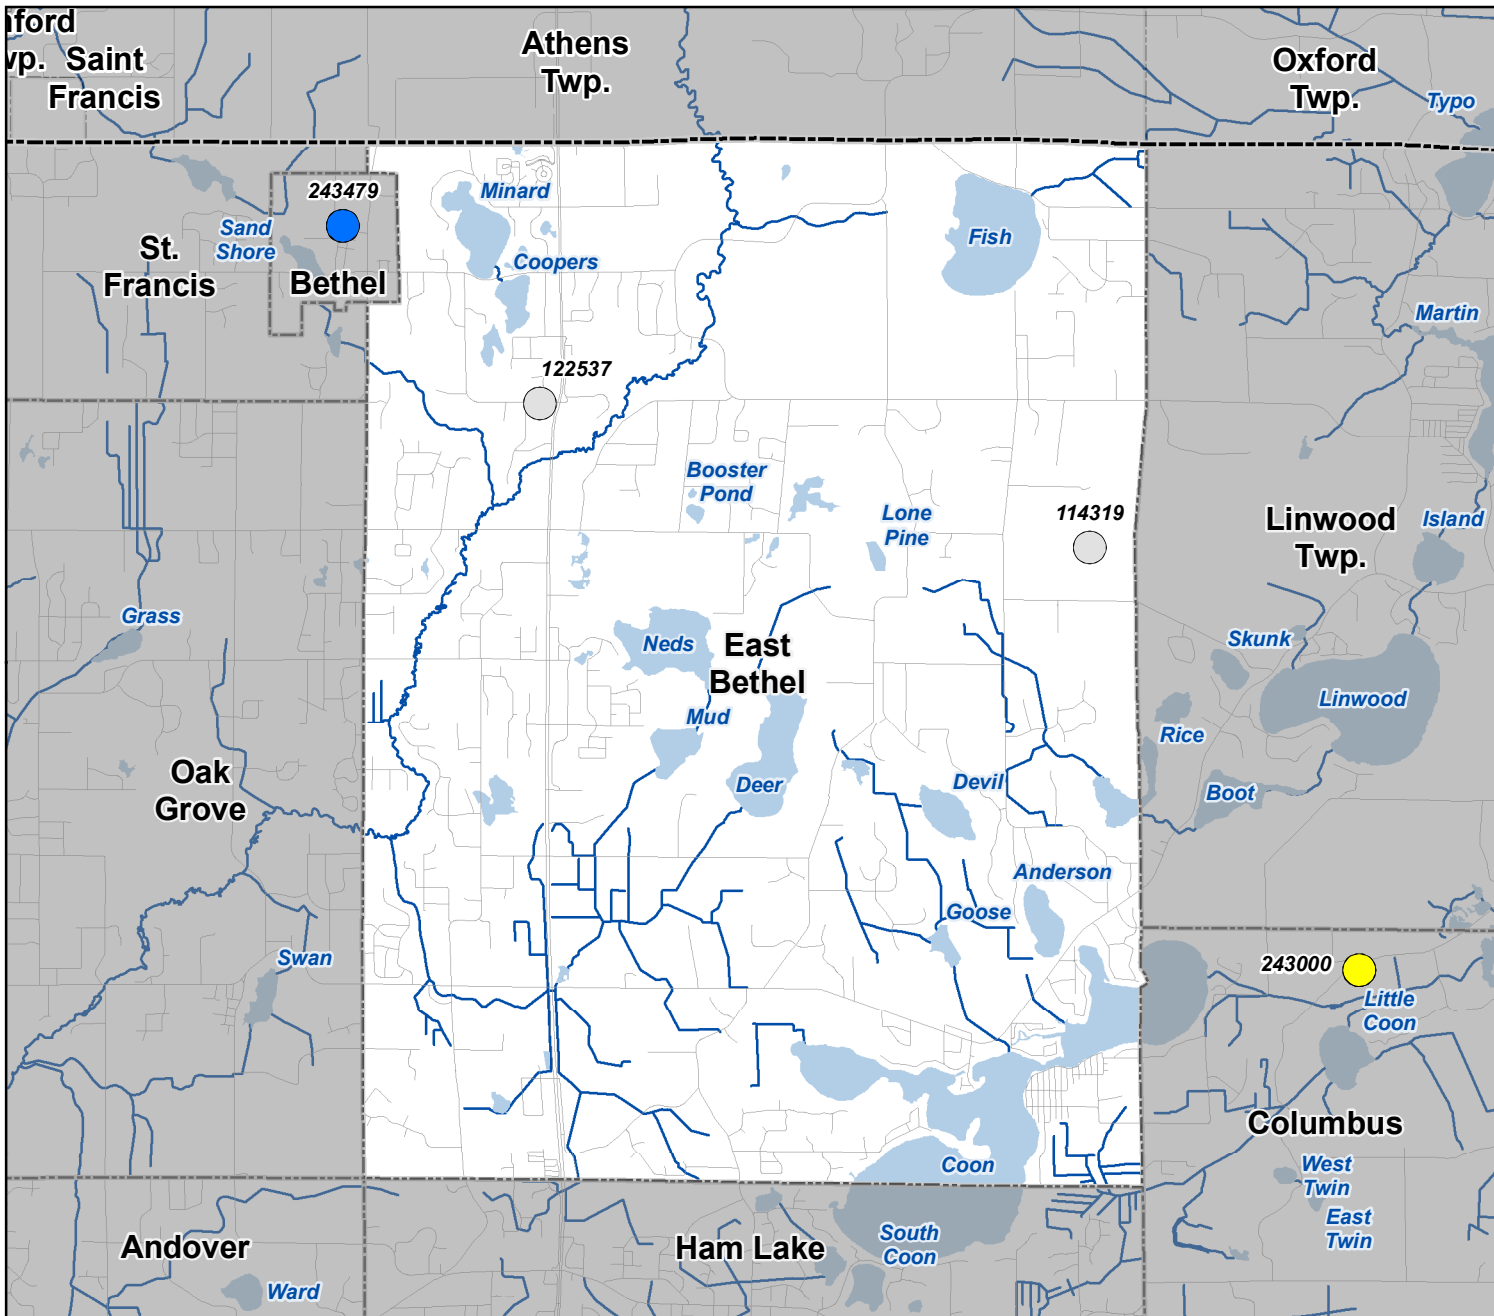 nford
wp.
Saint
Francis
Athens
Twp.
Oxford
Twp.
Typo
243479
Minard
Sand
Shore
St.
Francis
Bethel
Coopers
Fish
Martin
122537
Booster
Pond
Lone
Pine
114319
Linwood
Twp.
Island
Grass
Neds
East
Bethel
Skunk
Linwood
Mud
Rice
Oak
Grove
Deer
Devil
Boot
Anderson
Goose
Swan
243000
Little
Coon
Columbus
Coon
West
Twin
East
Twin
Andover
Ham Lake
South
Coon
Ward